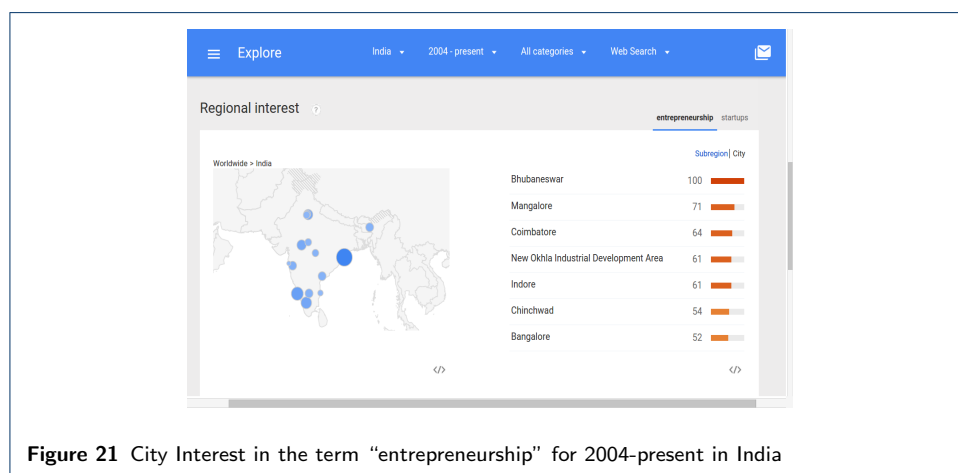 Explore India 2004 - present All categories Web Search
Regional interest ?
entrepreneurship startups
Subregion| City
Worldwide > India
Bhubaneswar 100
Mangalore 71
Coimbatore 64
New Okhla Industrial Development Area 61
Indore 61
Chinchwad 54
Bangalore 52
</> </>
Figure 21 City Interest in the term “entrepreneurship” for 2004-present in India